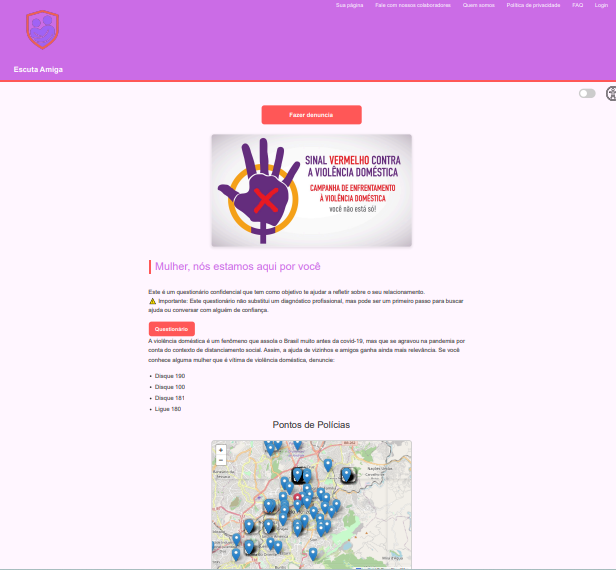 Sua página Fale com nossos colaboradores Quem somos Política de privacidade FAQ Login
Escuta Amiga
Fazer denuncia
SINAL VERMELHO CONTRA
A VIOLÊNCIA DOMÉSTICA
CAMPANHA DE ENFRENTAMENTO
À VIOLÊNCIA DOMÉSTICA
você não está só!
Mulher, nós estamos aqui por você
Este é um questionário confidencial que tem como objetivo te ajudar a refletir sobre o seu relacionamento.
⚠ Importante: Este questionário não substitui um diagnóstico profissional, mas pode ser um primeiro passo para buscar
ajuda ou conversar com alguém de confiança.
Questionário
A violência doméstica é um fenômeno que assola o Brasil muito antes da covid-19, mas que se agravou na pandemia por
conta do contexto de distanciamento social. Assim, a ajuda de vizinhos e amigos ganha ainda mais relevância. Se você
conhece alguma mulher que é vítima de violência doméstica, denuncie:
• Disque 190
• Disque 100
• Disque 181
• Ligue 180
Pontos de Polícias
+
−